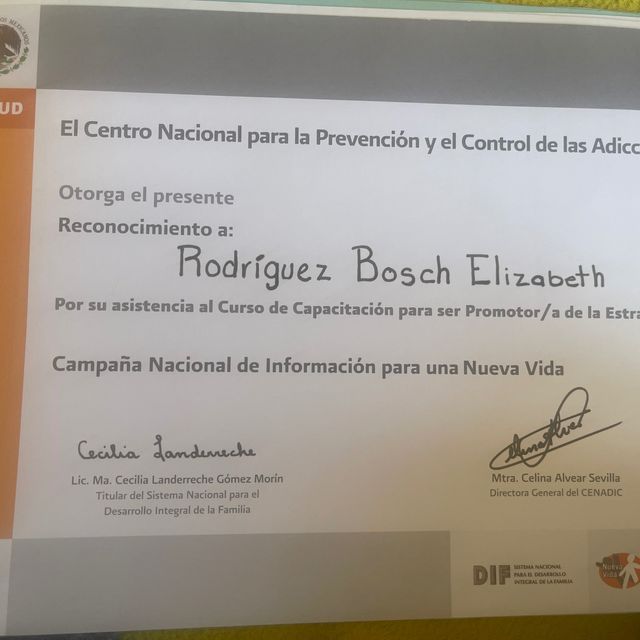 OS MEXICANOS
UD
El Centro Nacional para la Prevención y el Control de las Adicc
Otorga el presente
Reconocimiento a:
Rodríguez Bosch Elizabeth
Por su asistencia al Curso de Capacitación para ser Promotor/a de la Estra
Campaña Nacional de Información para una Nueva Vida
Cecilia Landerreche
Lic. Ma. Cecilia Landerreche Gómez Morín
Titular del Sistema Nacional para el
Desarrollo Integral de la Familia
Mtra. Celina Alvear Sevilla
Directora General del CENADIC
DIF
SISTEMA NACIONAL
PARA EL DESARROLLO
INTEGRAL DE LA FAMILIA
Nueva
Vida